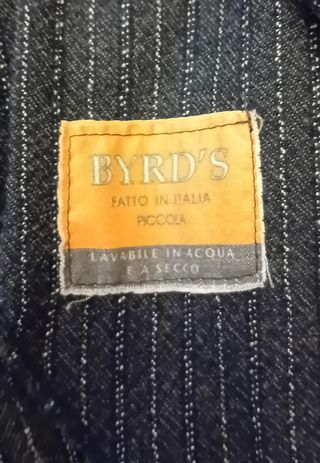 BYRD'S
FATTO IN ITALIA
PICCOLA
LAVABILE IN ACQUA
E A SECCO